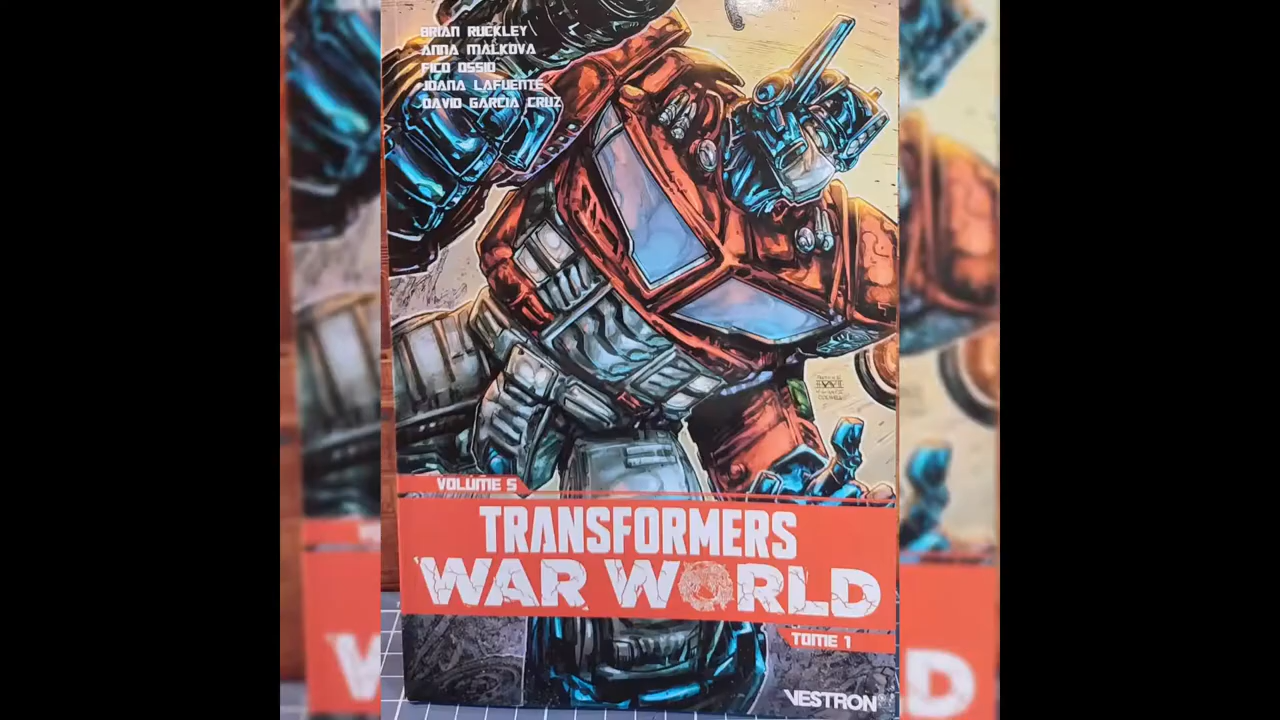 BRIAN RUCKLEY
ANNA MALKOVA
FICO OSSIO
JOANA LAFUENTE
DAVID GARCIA CRUZ
VOLUME 5
TRANSFORMERS
WAR WORLD
TOME 1
VESTRON